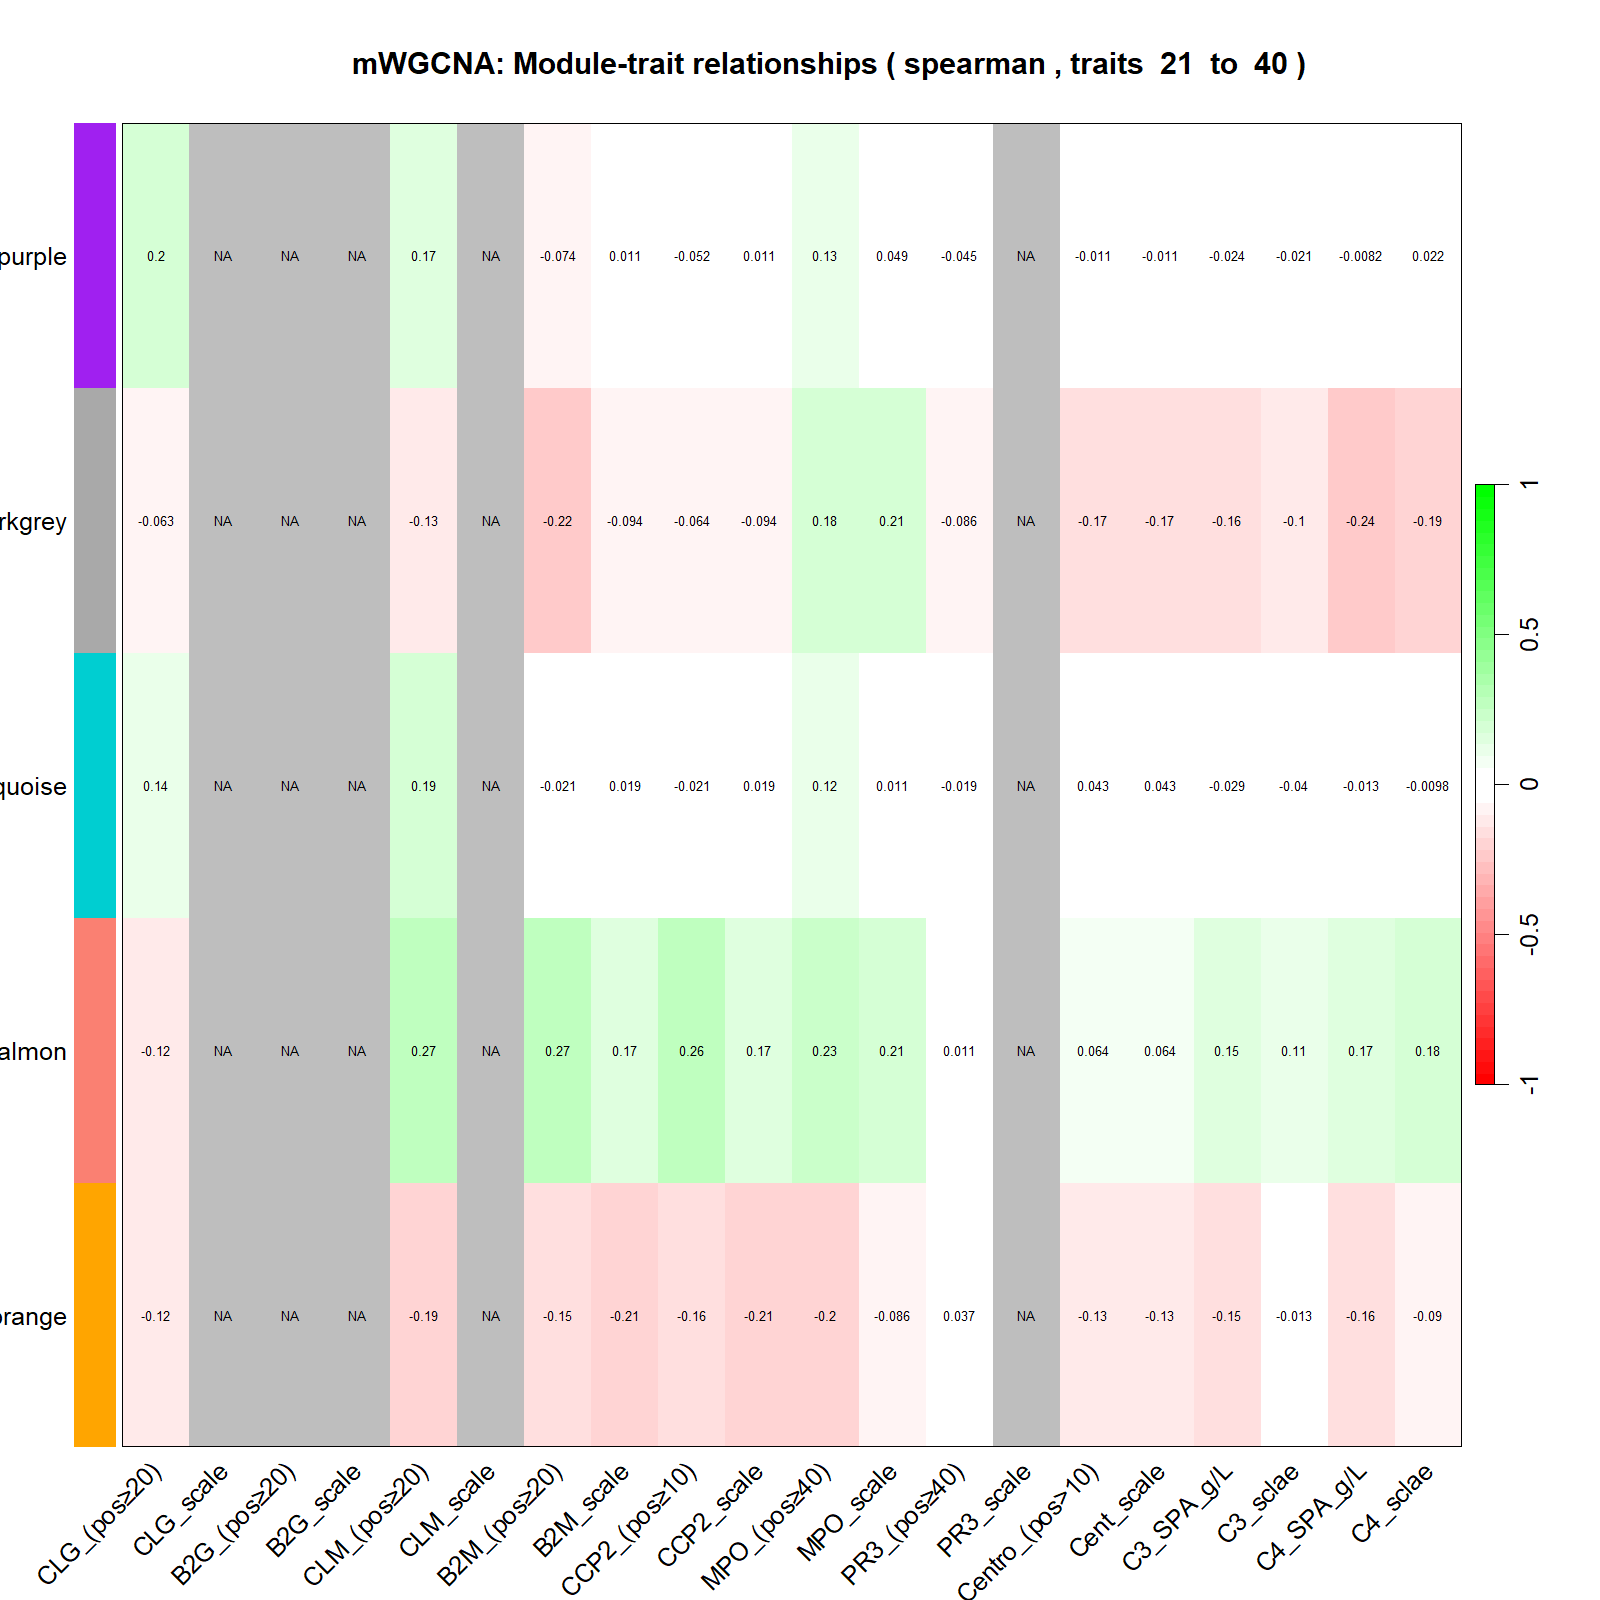 mWGCNA: Module-trait relationships ( spearman , traits  21  to  40 )
purple 0.2 NA NA NA 0.17 NA -0.074 0.011 -0.052 0.011 0.13 0.049 -0.045 NA -0.011 -0.011 -0.024 -0.021 -0.0082 0.022
rkgrey -0.063 NA NA NA -0.13 NA -0.22 -0.094 -0.064 -0.094 0.18 0.21 -0.086 NA -0.17 -0.17 -0.16 -0.1 -0.24 -0.19
quoise 0.14 NA NA NA 0.19 NA -0.021 0.019 -0.021 0.019 0.12 0.011 -0.019 NA 0.043 0.043 -0.029 -0.04 -0.013 -0.0098
almon -0.12 NA NA NA 0.27 NA 0.27 0.17 0.26 0.17 0.23 0.21 0.011 NA 0.064 0.064 0.15 0.11 0.17 0.18
orange -0.12 NA NA NA -0.19 NA -0.15 -0.21 -0.16 -0.21 -0.2 -0.086 0.037 NA -0.13 -0.13 -0.15 -0.013 -0.16 -0.09
1
0.5
0
-0.5
-1
CLG_(pos≥20)
CLG_scale
B2G_(pos≥20)
B2G_scale
CLM_(pos≥20)
CLM_scale
B2M_(pos≥20)
B2M_scale
CCP2_(pos≥10)
CCP2_scale
MPO_(pos≥40)
MPO_scale
PR3_(pos≥40)
PR3_scale
Centro_(pos>10)
Cent_scale
C3_SPA_g/L
C3_sclae
C4_SPA_g/L
C4_sclae